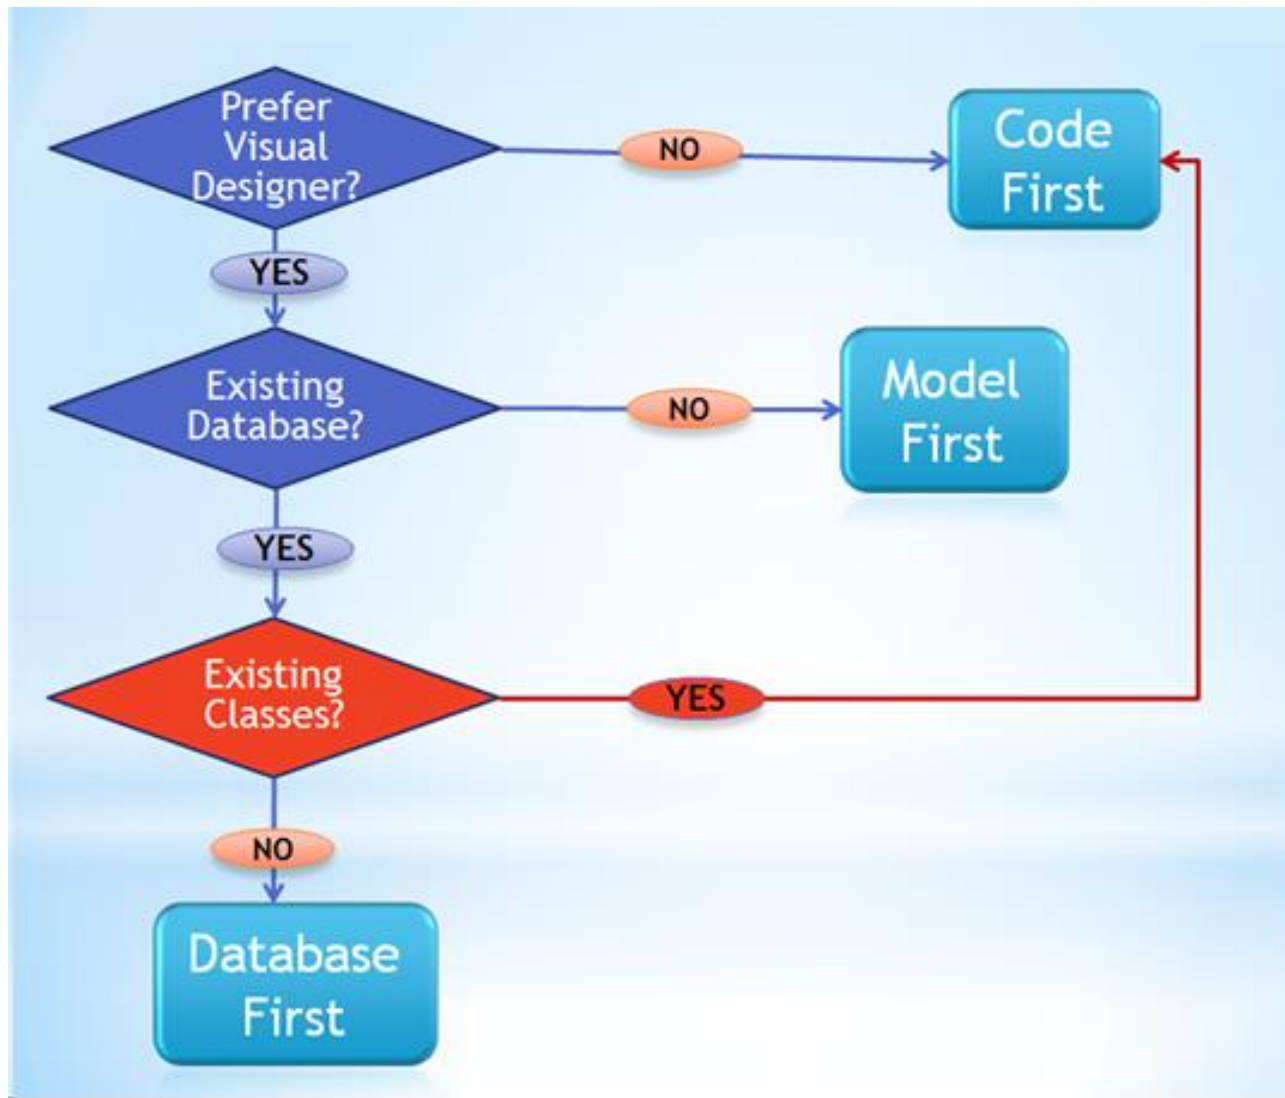 Prefer
Visual
Designer?
NO
Code
First
YES
Existing
Database?
NO
Model
First
YES
Existing
Classes?
YES
NO
Database
First